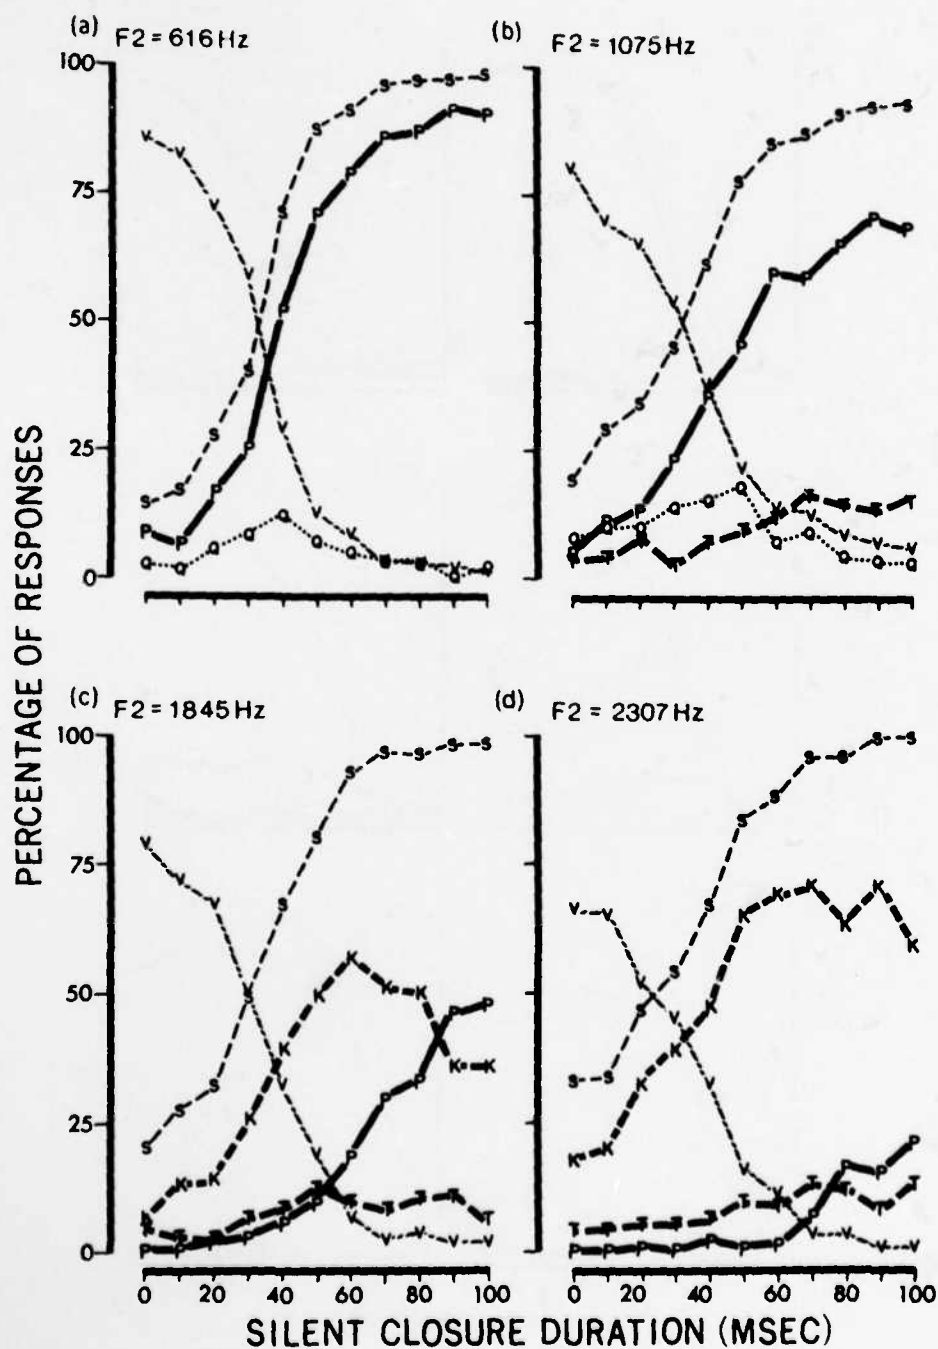 (a) F2 = 616 Hz
(b) F2 = 1075 Hz
100
75
50
25
0
PERCENTAGE OF RESPONSES
(c) F2 = 1845 Hz
(d) F2 = 2307 Hz
100
75
50
25
0
0 20 40 60 80 100
0 20 40 60 80 100
SILENT CLOSURE DURATION (MSEC)